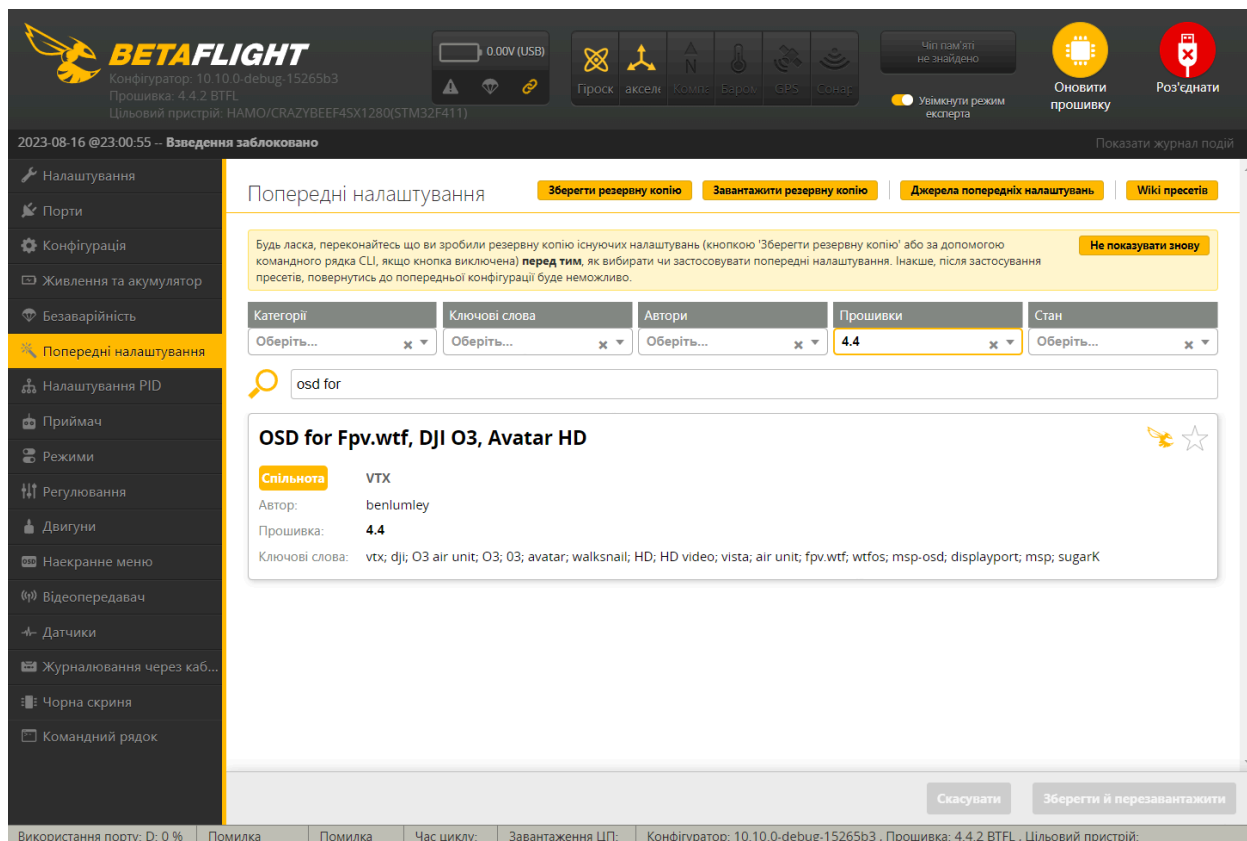 BETAFLIGHT
Конфігуратор: 10.10.0-debug-15265b3
Прошивка: 4.4.2 BTFL
Цільовий пристрій: HAMO/CRAZYBEEF4SX1280(STM32F411)
0.00V (USB)
Гіроск акселе Компа Баром GPS Сонар
Чіп пам'яті
не знайдено
Увімкнути режим
експерта
Оновити
прошивку
Роз'єднати
2023-08-16 @23:00:55 -- Взведення заблоковано
Показати журнал подій
Налаштування
Порти
Конфігурація
Живлення та акумулятор
Безаварійність
Попередні налаштування
Налаштування PID
Приймач
Режими
Регулювання
Двигуни
Наекранне меню
Відеопередавач
Датчики
Журналювання через каб...
Чорна скриня
Командний рядок
Попередні налаштування
Зберегти резервну копію
Завантажити резервну копію
Джерела попередніх налаштувань
Wiki пресетів
Будь ласка, переконайтесь що ви зробили резервну копію існуючих налаштувань (кнопкою 'Зберегти резервну копію' або за допомогою
командного рядка CLI, якщо кнопка виключена) перед тим, як вибірати чи застосовувати попередні налаштування. Інакше, після застосування
пресетів, повернутись до попередньої конфігурації буде неможливо.
Не показувати знову
Категорії Ключові слова Автори Прошивки Стан
Оберіть... Оберіть... Оберіть... 4.4 Оберіть...
osd for
OSD for Fpv.wtf, DJI O3, Avatar HD
Спільнота VTX
Автор: benlumley
Прошивка: 4.4
Ключові слова: vtx; dji; O3 air unit; O3; 03; avatar; walksnail; HD; HD video; vista; air unit; fpv.wtf; wtfos; msp-osd; displayport; msp; sugarK
Скасувати
Зберегти й перезавантажити
Використання порту: D: 0 % Помилка Помилка Час циклу: Завантаження ЦП: Конфігуратор: 10.10.0-debug-15265b3 , Прошивка: 4.4.2 BTFL , Цільовий пристрій: